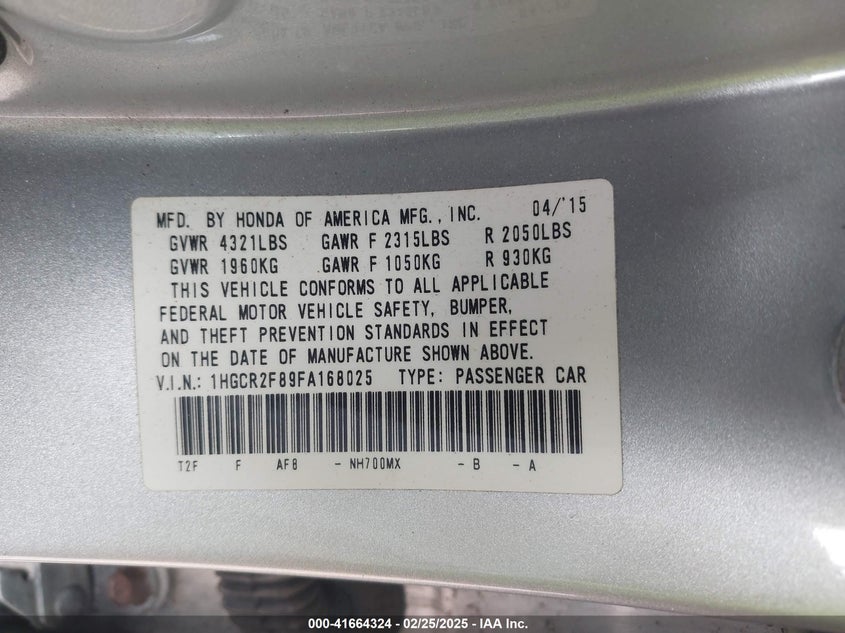 MFD. BY HONDA OF AMERICA MFG., INC. 04/'15
GVWR 4321LBS GAWR F 2315LBS R 2050LBS
GVWR 1960KG GAWR F 1050KG R 930KG
THIS VEHICLE CONFORMS TO ALL APPLICABLE
FEDERAL MOTOR VEHICLE SAFETY, BUMPER,
AND THEFT PREVENTION STANDARDS IN EFFECT
ON THE DATE OF MANUFACTURE SHOWN ABOVE.
V.I.N.: 1HGCR2F89FA168025 TYPE: PASSENGER CAR
T2F F AF8 - NH700MX - B - A
000-41664324 - 02/25/2025 - IAA Inc.